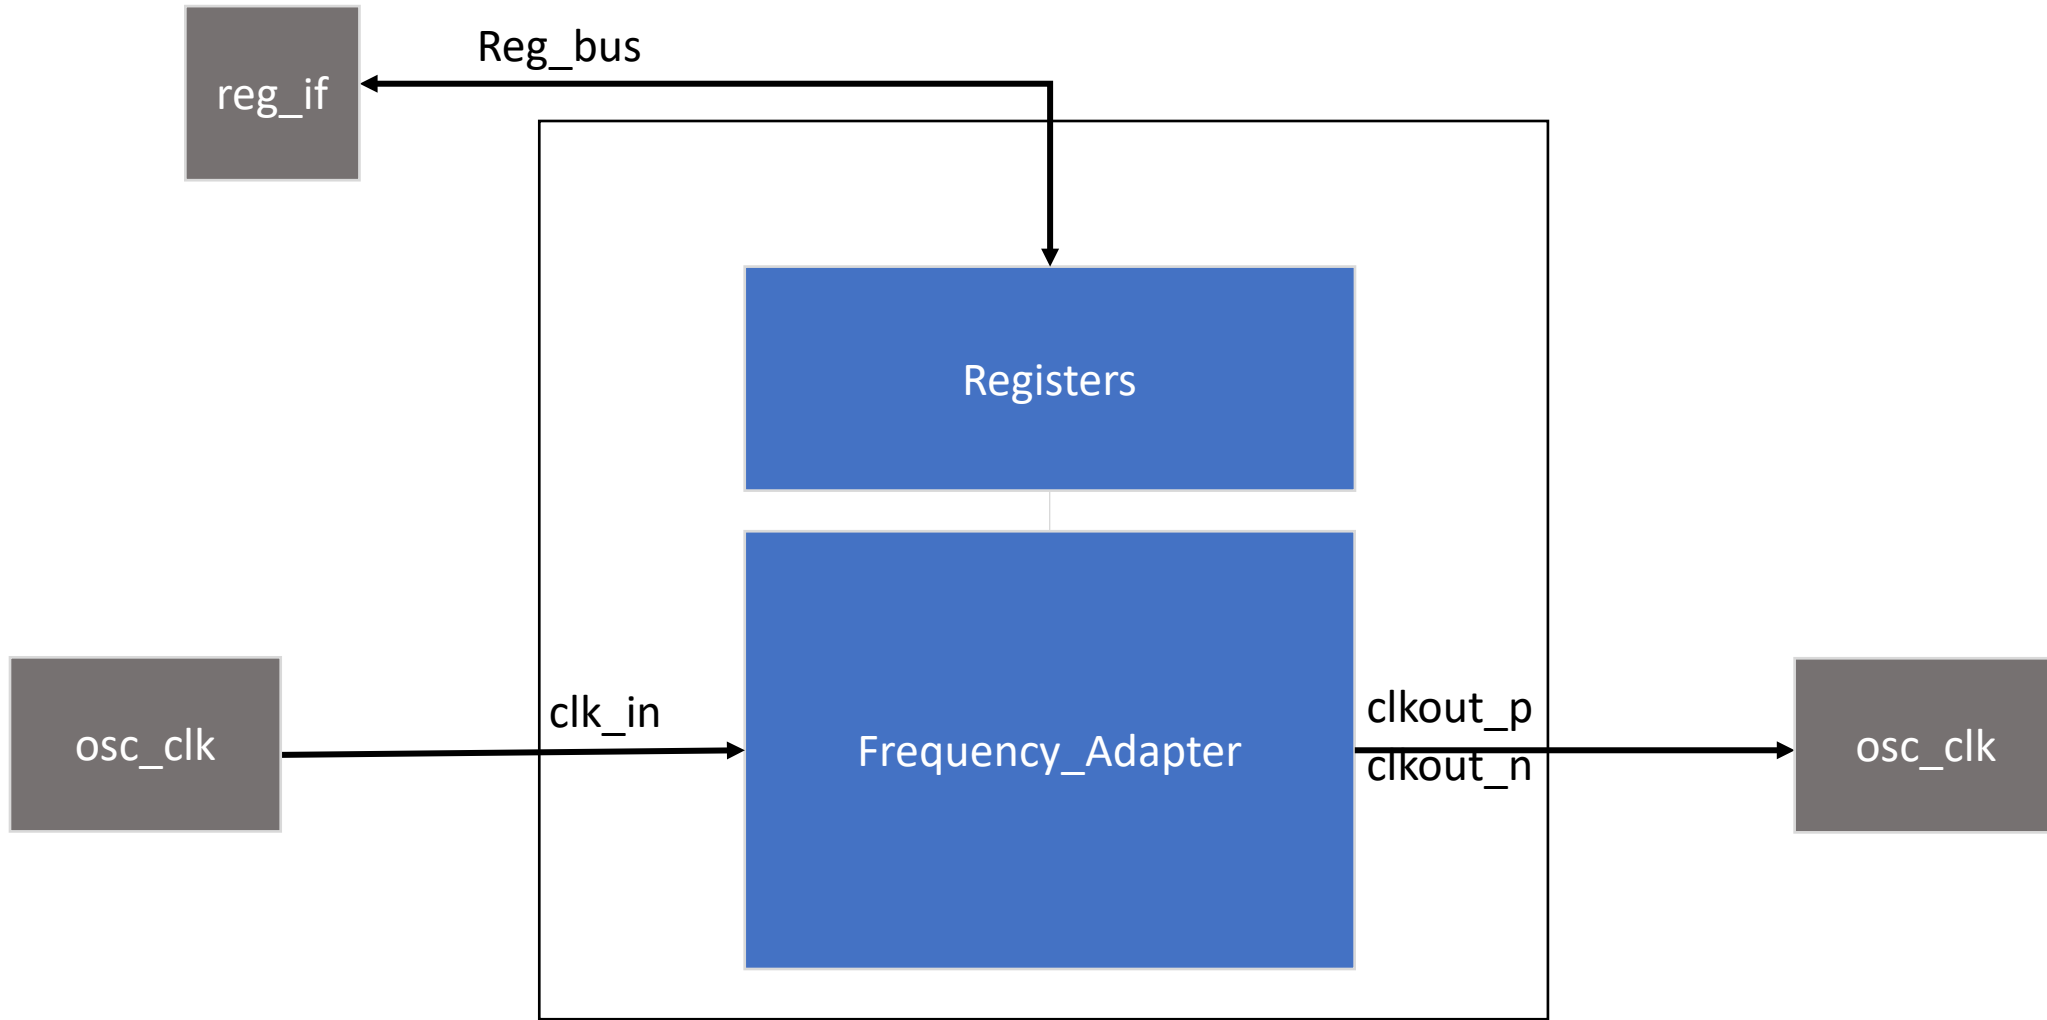 Reg_bus
reg_if
Registers
clk_in
clkout_p
osc_clk
Frequency_Adapter
clkout_n
osc_clk